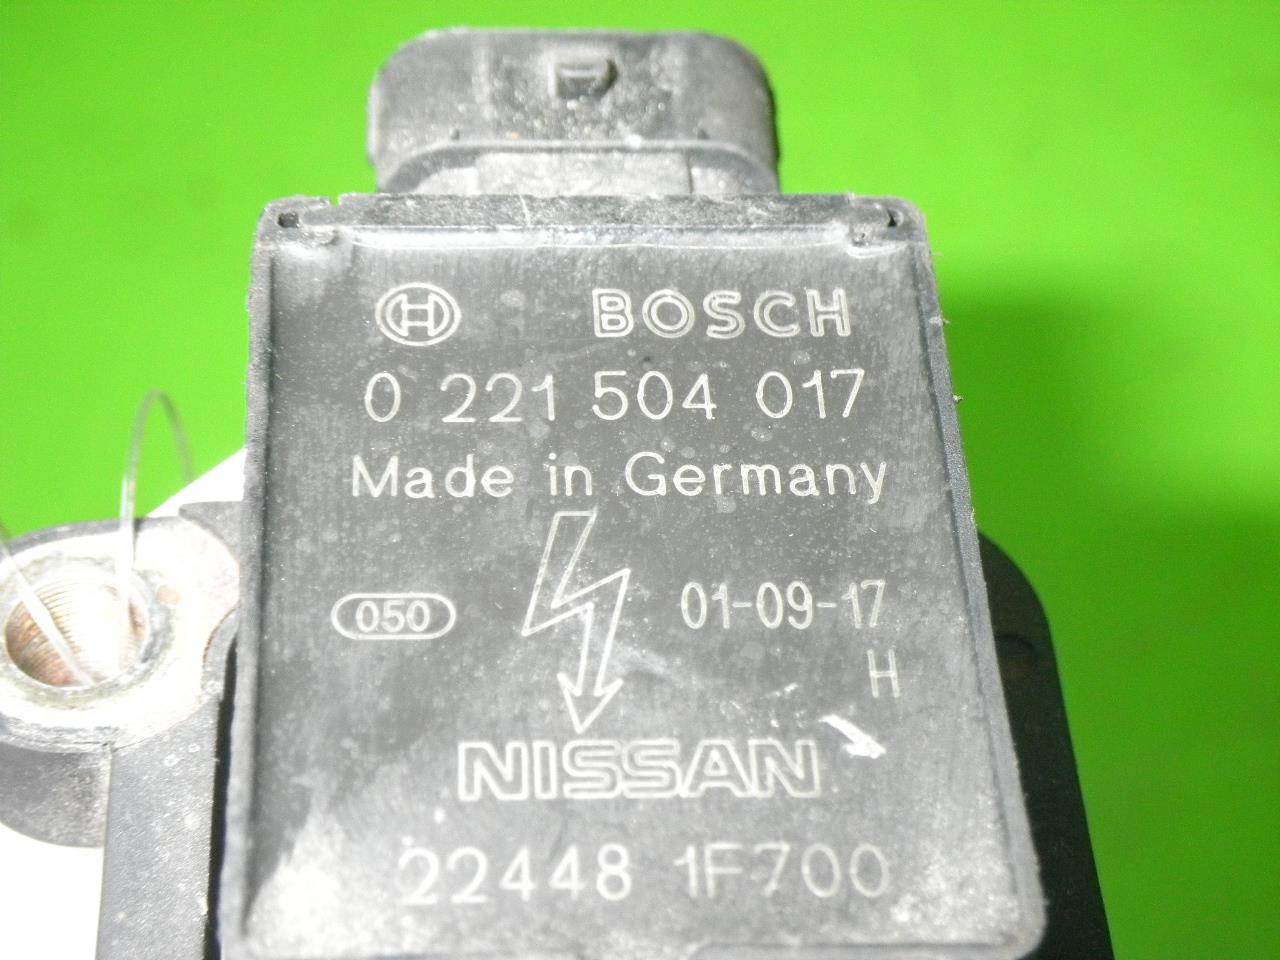 BOSCH
0 221 504 017
Made in Germany
050 01-09-17
H
NISSAN
22448 1F700